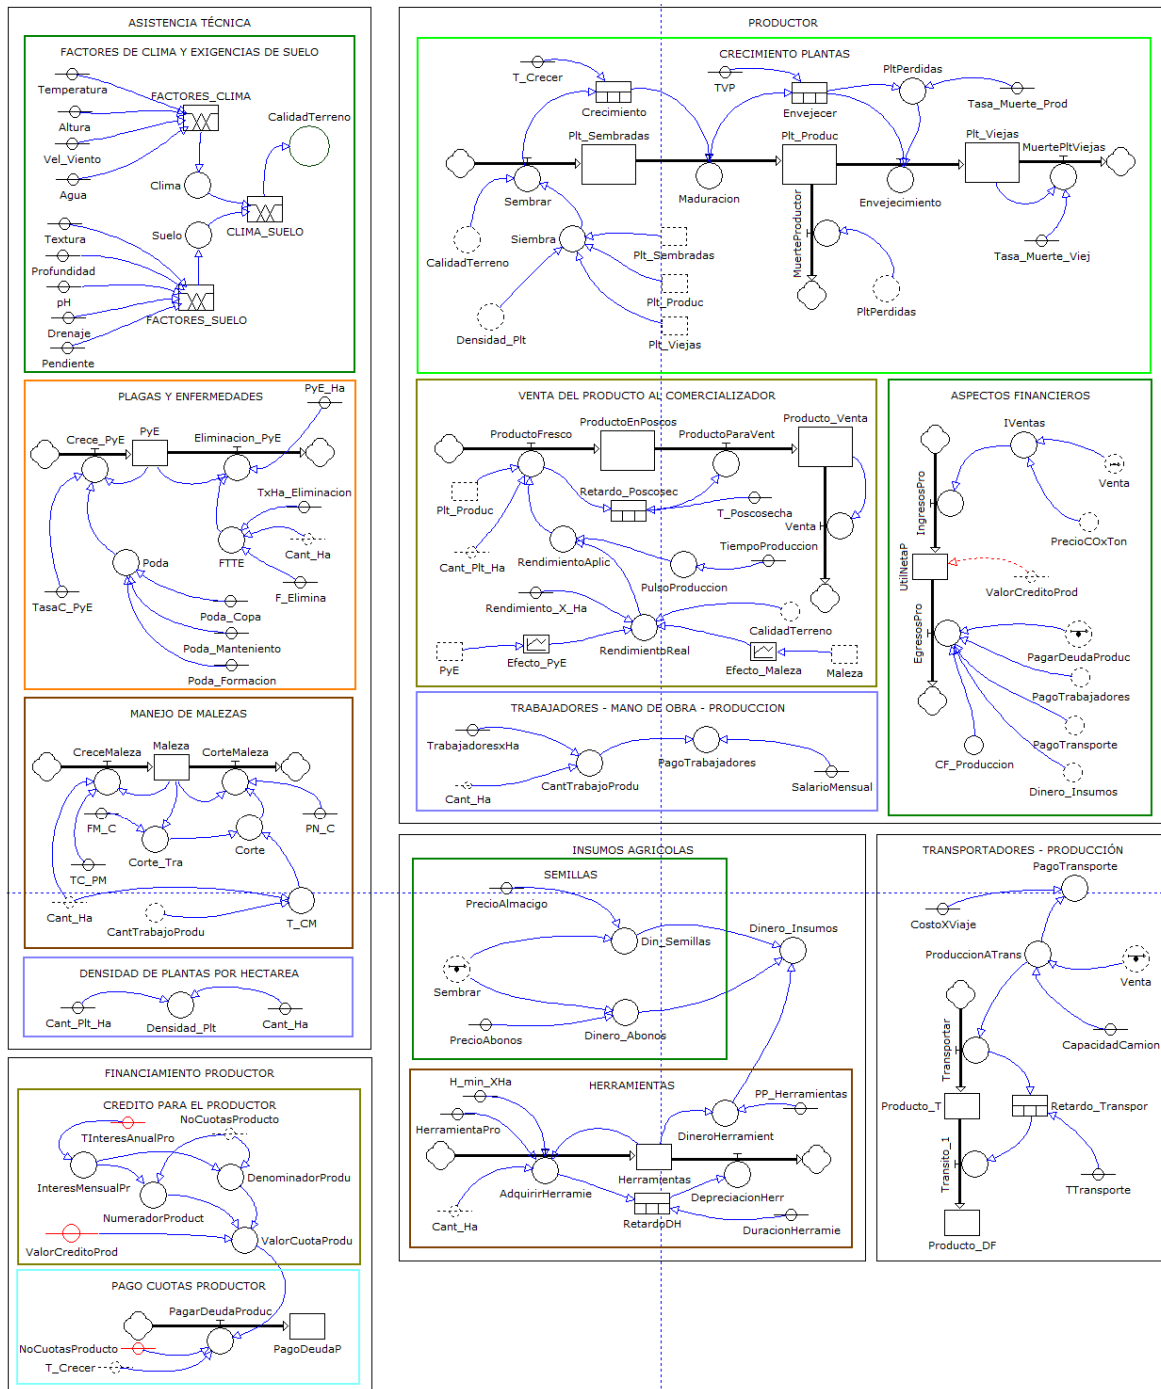 ASISTENCIA TÉCNICA
FACTORES DE CLIMA Y EXIGENCIAS DE SUELO
Temperatura
FACTORES_CLIMA
Altura
CalidadTerreno
Vel_Viento
Agua
Clima
Textura
Suelo
CLIMA_SUELO
Profundidad
pH
FACTORES_SUELO
Drenaje
Pendiente
PLAGAS Y ENFERMEDADES
PyE_Ha
Crece_PyE
PyE
Eliminacion_PyE
TxHa_Eliminacion
Cant_Ha
Poda
FTTE
F_Elimina
TasaC_PyE
Poda_Copa
Poda_Manteniento
Poda_Formacion
MANEJO DE MALEZAS
CreceMaleza
Maleza
CorteMaleza
FM_C
PN_C
Corte_Tra
Corte
TC_PM
Cant_Ha
CantTrabajoProdu
T_CM
DENSIDAD DE PLANTAS POR HECTAREA
Cant_Plt_Ha
Densidad_Plt
Cant_Ha
FINANCIAMIENTO PRODUCTOR
CREDITO PARA EL PRODUCTOR
NoCuotasProducto
TInteresAnualPro
InteresMensualPr
DenominadorProdu
NumeradorProduct
ValorCreditoProd
ValorCuotaProdu
PAGO CUOTAS PRODUCTOR
PagarDeudaProduc
NoCuotasProducto
PagoDeudaP
T_Crecer
PRODUCTOR
CRECIMIENTO PLANTAS
T_Crecer
TVP
PltPerdidas
Tasa_Muerte_Prod
Crecimiento
Envejecer
Plt_Sembradas
Plt_Produc
Plt_Viejas
MuertePltViejas
Sembrar
Maduracion
Envejecimiento
Siembra
MuerteProductor
CalidadTerreno
Plt_Sembradas
Tasa_Muerte_Viej
Plt_Produc
PltPerdidas
Densidad_Plt
Plt_Viejas
VENTA DEL PRODUCTO AL COMERCIALIZADOR
ProductoFresco
ProductoEnPoscos
ProductoParaVent
Producto_Venta
Retardo_Poscosec
Plt_Produc
T_Poscosecha
Venta
Cant_Plt_Ha
RendimientoAplic
TiempoProduccion
PulsoProduccion
Rendimiento_X_Ha
CalidadTerreno
PyE
Efecto_PyE
RendimientoReal
Efecto_Maleza
Maleza
ASPECTOS FINANCIEROS
IVentas
Venta
IngresosPro
PrecioCOxTon
UtilNetaP
ValorCreditoProd
EgresosPro
PagarDeudaProduc
PagoTrabajadores
PagoTransporte
CF_Produccion
Dinero_Insumos
TRABAJADORES - MANO DE OBRA - PRODUCCION
TrabajadoresxHa
PagoTrabajadores
Cant_Ha
CantTrabajoProdu
SalarioMensual
INSUMOS AGRICOLAS
SEMILLAS
PrecioAlmacigo
Din_Semillas
Dinero_Insumos
Sembrar
PrecioAbonos
Dinero_Abonos
HERRAMIENTAS
H_min_XHa
PP_Herramientas
HerramientaPro
DineroHerramient
AdquirirHerramie
Herramientas
DepreciacionHerr
Cant_Ha
RetardoDH
DuracionHerramie
TRANSPORTADORES - PRODUCCIÓN
PagoTransporte
CostoXViaje
ProduccionATrans
Venta
Transportar
CapacidadCamion
Producto_T
Retardo_Transpor
Transito_1
TTransporte
Producto_DF